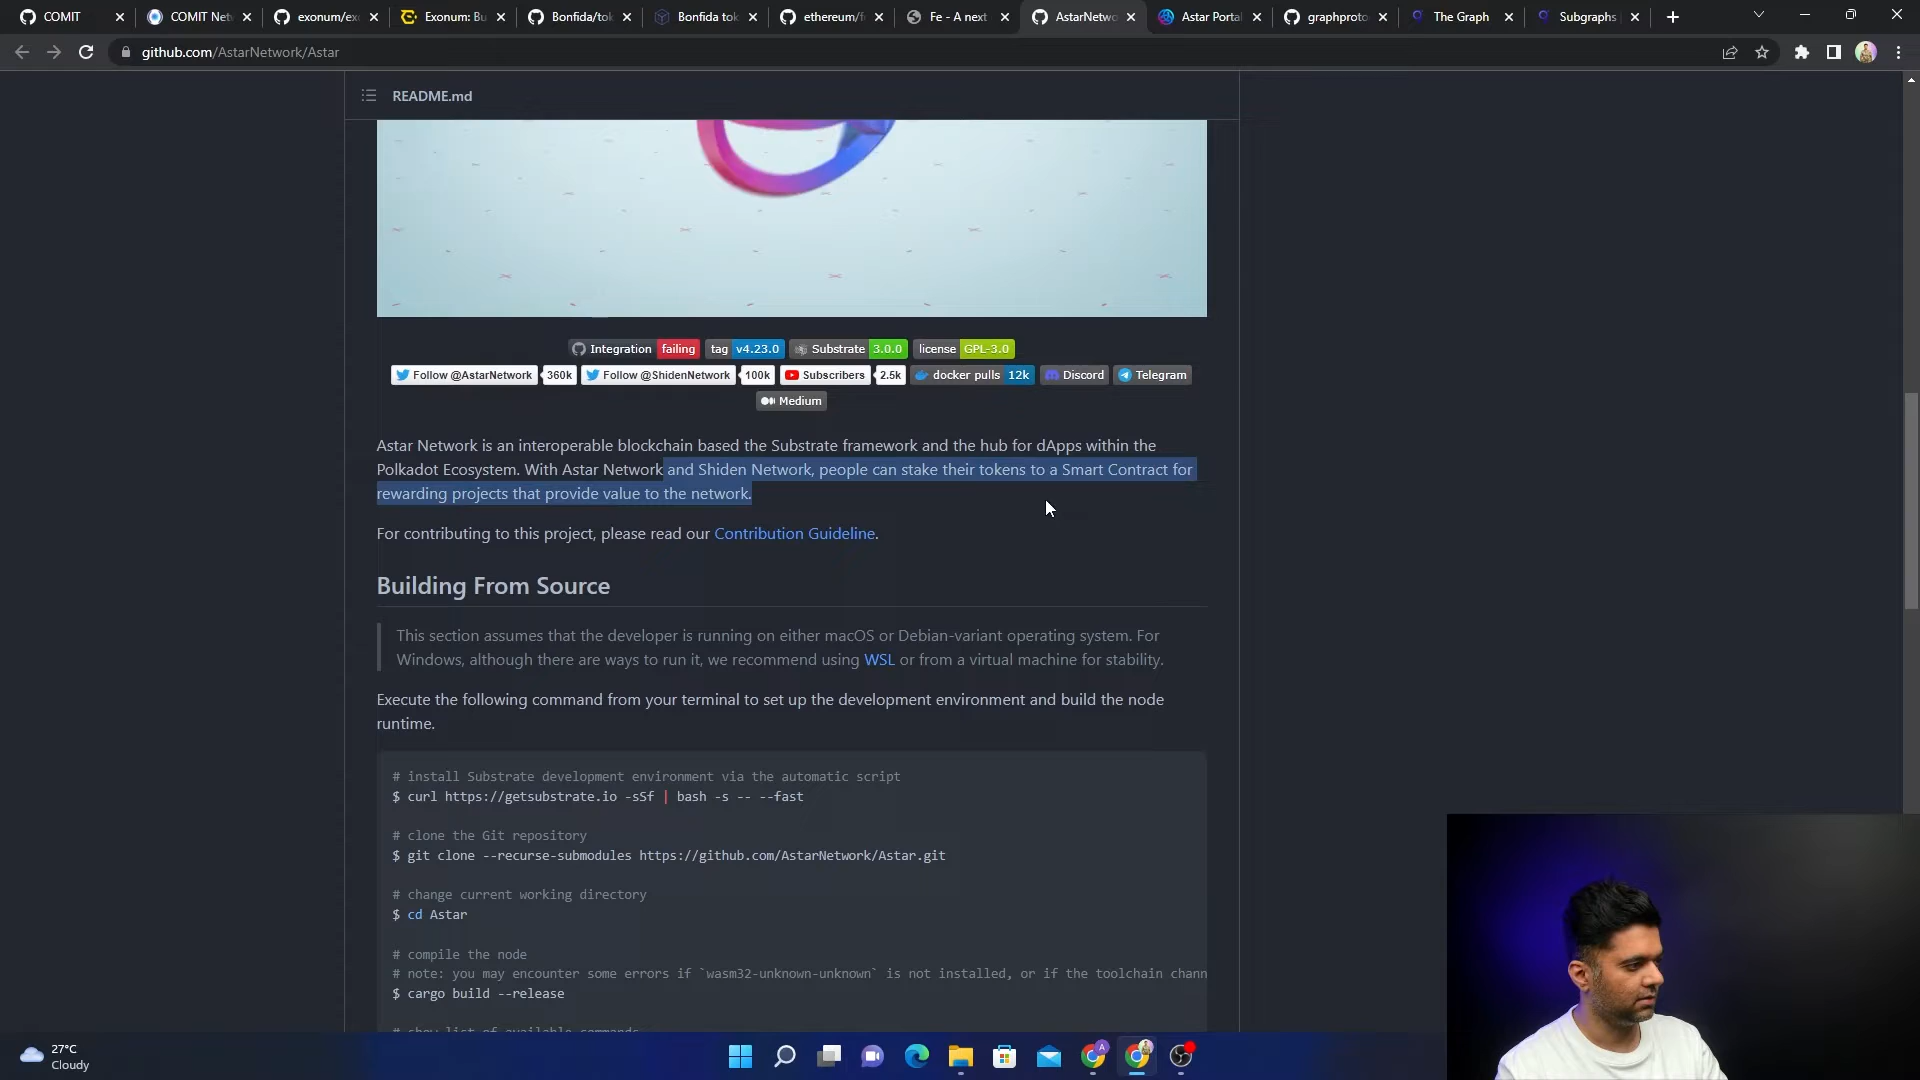 COMIT
COMIT Net
exonum/exo
Exonum: Bu
Bonfida/tok
Bonfida tok
ethereum/f
Fe - A next
AstarNetwo
Astar Portal
graphproto
The Graph
Subgraphs
github.com/AstarNetwork/Astar
README.md
Integration failing tag v4.23.0 Substrate 3.0.0 license GPL-3.0
Follow @AstarNetwork 360k Follow @ShidenNetwork 100k Subscribers 2.5k docker pulls 12k Discord Telegram
Medium
Astar Network is an interoperable blockchain based the Substrate framework and the hub for dApps within the
Polkadot Ecosystem. With Astar Network and Shiden Network, people can stake their tokens to a Smart Contract for
rewarding projects that provide value to the network.
For contributing to this project, please read our Contribution Guideline.
Building From Source
This section assumes that the developer is running on either macOS or Debian-variant operating system. For
Windows, although there are ways to run it, we recommend using WSL or from a virtual machine for stability.
Execute the following command from your terminal to set up the development environment and build the node
runtime.
# install Substrate development environment via the automatic script
$ curl https://getsubstrate.io -sSf | bash -s -- --fast
# clone the Git repository
$ git clone --recurse-submodules https://github.com/AstarNetwork/Astar.git
# change current working directory
$ cd Astar
# compile the node
# note: you may encounter some errors if `wasm32-unknown-unknown` is not installed, or if the toolchain chann
$ cargo build --release
# show list of available commands
27°C
Cloudy